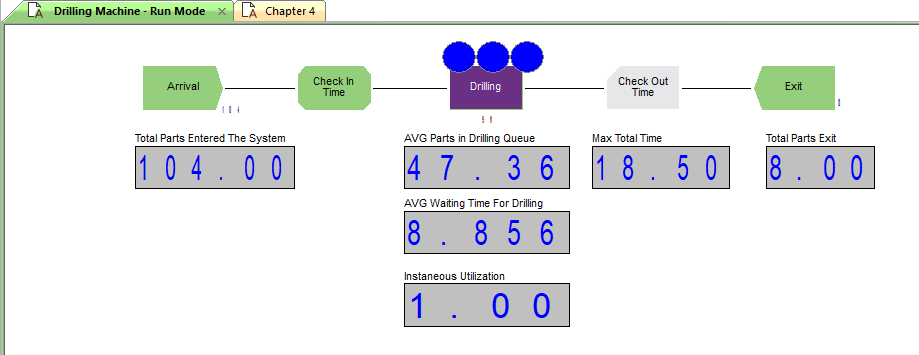 Drilling Machine - Run Mode
Chapter 4
Arrival
Check In
Time
Drilling
Check Out
Time
Exit
Total Parts Entered The System
104.00
AVG Parts in Drilling Queue
47.36
Max Total Time
18.50
Total Parts Exit
8.00
AVG Waiting Time For Drilling
8.856
Instaneous Utilization
1.00